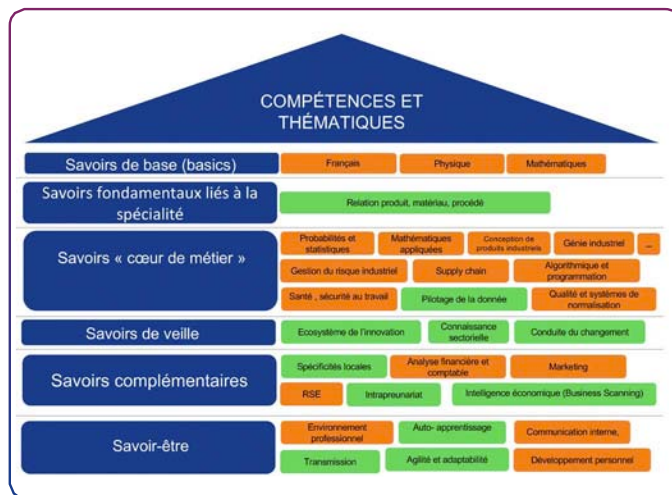 COMPÉTENCES ET
THÉMATIQUES
Savoirs de base (basics)
Français
Physique
Mathématiques
Savoirs fondamentaux liés à la
spécialité
Relation produit, matériau, procédé
Savoirs « cœur de métier »
Probabilités et
statistiques
Mathématiques
appliquées
Conception de
produits industriels
Génie industriel
...
Gestion du risque industriel
Supply chain
Algorithmique et
programmation
Santé , sécurité au travail
Pilotage de la donnée
Qualité et systèmes de
normalisation
Savoirs de veille
Ecosystème de l'innovation
Connaissance
sectorielle
Conduite du changement
Savoirs complémentaires
Spécificités locales
Analyse financière et
comptable
Marketing
RSE
Intrapreunariat
Intelligence économique (Business Scanning)
Savoir-être
Environnement
professionnel
Auto- apprentissage
Communication interne,
Transmission
Agilité et adaptabilité
Développement personnel